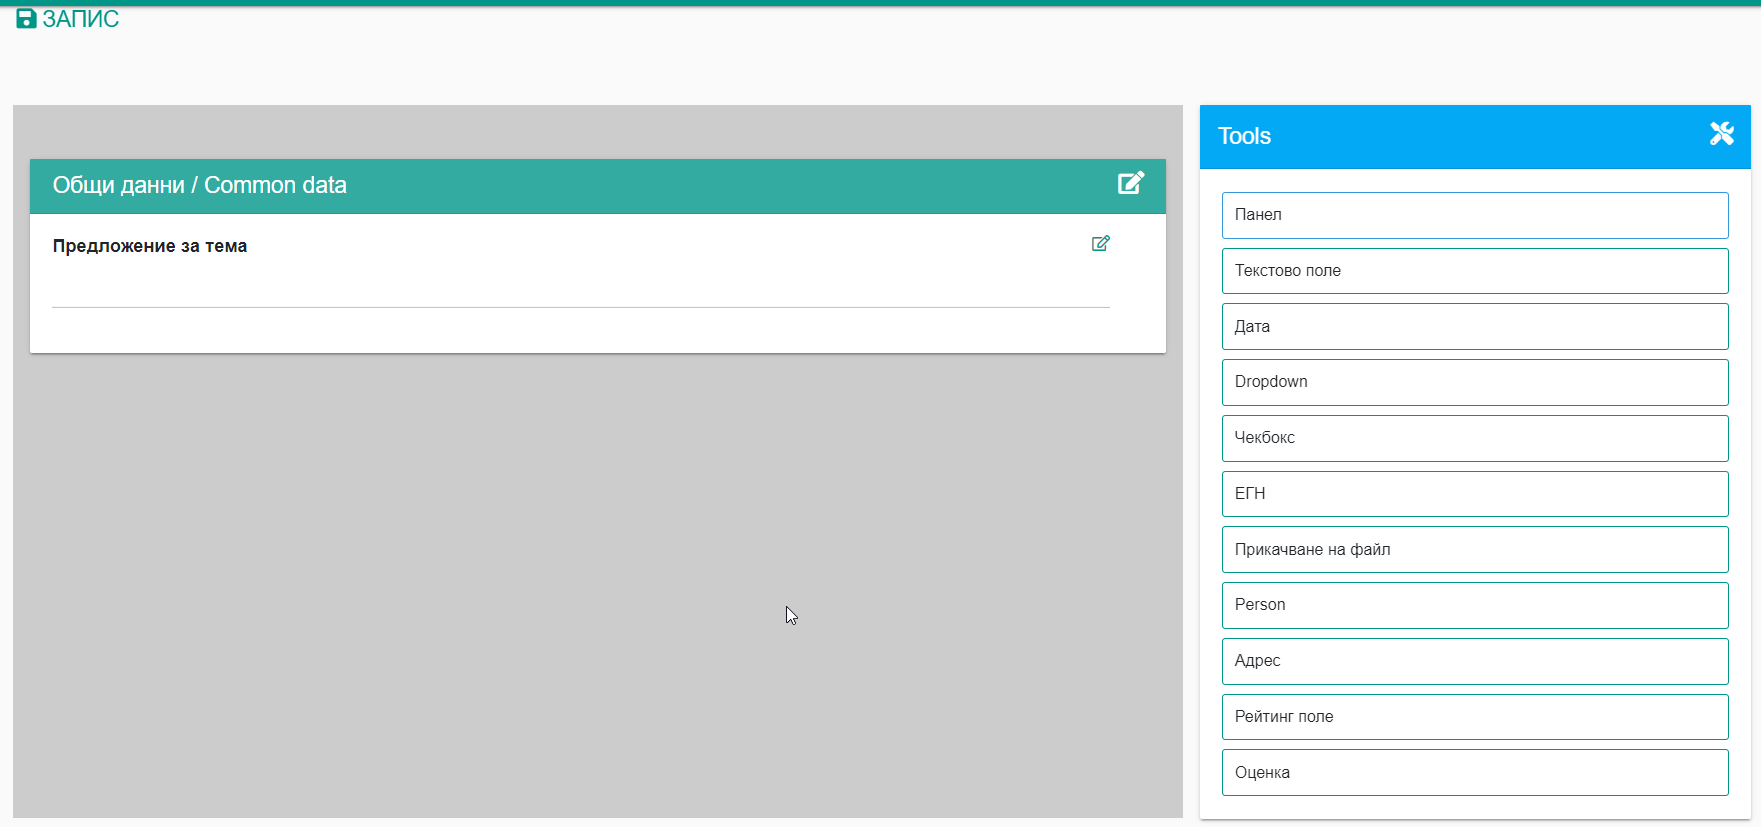 ЗАПИС
Общи данни / Common data
Предложение за тема
Tools
Панел
Текстово поле
Дата
Dropdown
Чекбокс
ЕГН
Прикачване на файл
Person
Адрес
Рейтинг поле
Оценка